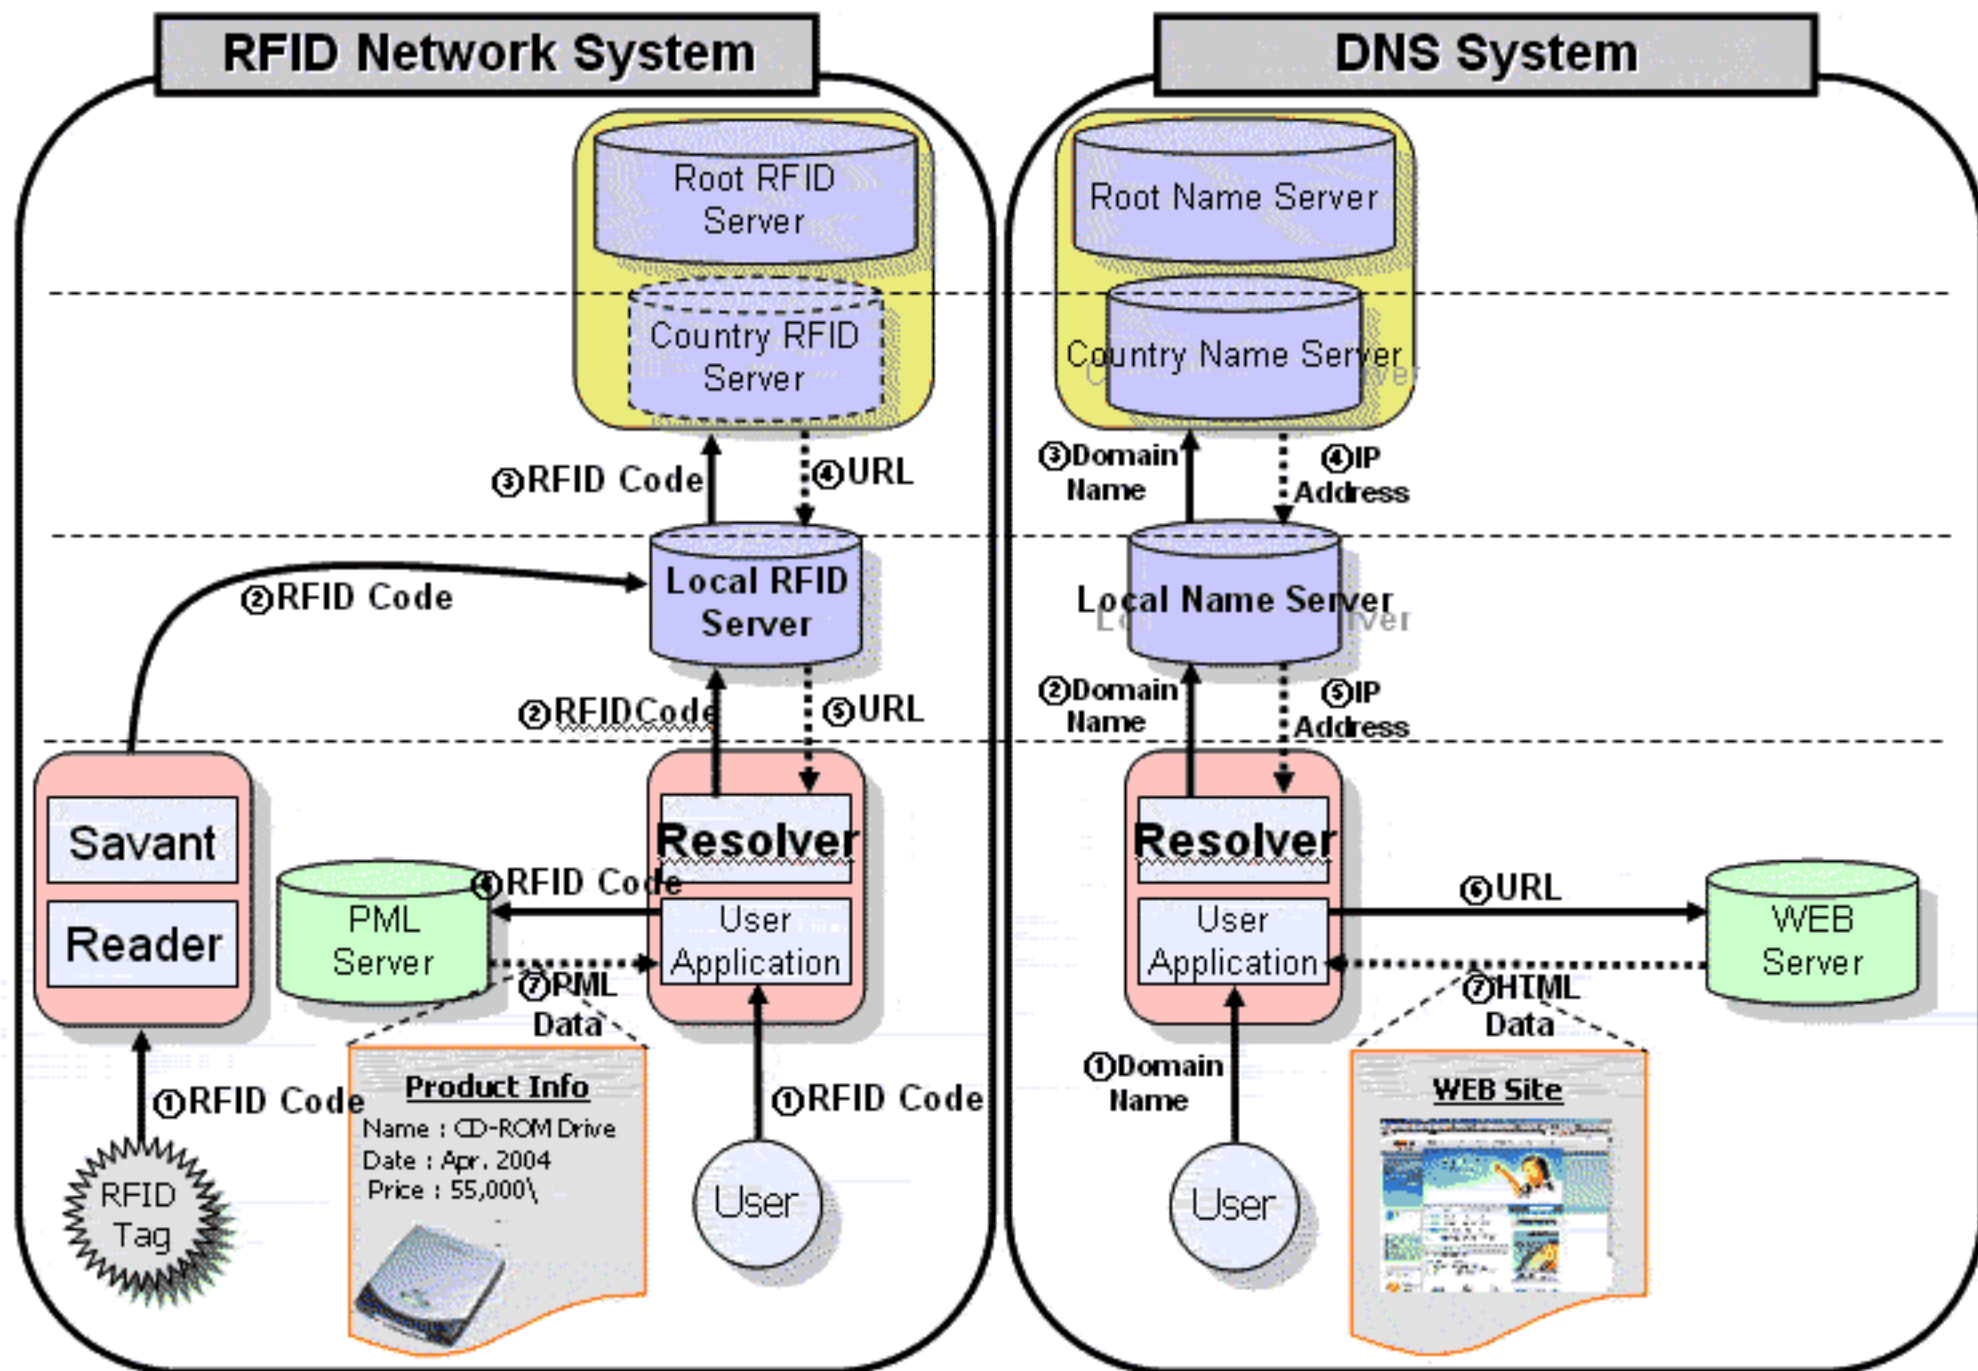 RFID Network System
Root RFID
Server
Country RFID
Server
③RFID Code
④URL
②RFID Code
Local RFID
Server
②RFIDCode
⑤URL
Savant
Reader
PML
Server
Resolver
User
Application
⑥RFID Code
⑦PML
Data
①RFID Code
RFID
Tag
Product Info
Name : CD-ROM Drive
Date : Apr. 2004
Price : 55,000\
①RFID Code
User
DNS System
Root Name Server
Country Name Server
③Domain
Name
④IP
Address
Local Name Server
②Domain
Name
⑤IP
Address
Resolver
User
Application
⑥URL
WEB
Server
⑦HTML
Data
①Domain
Name
User
WEB Site